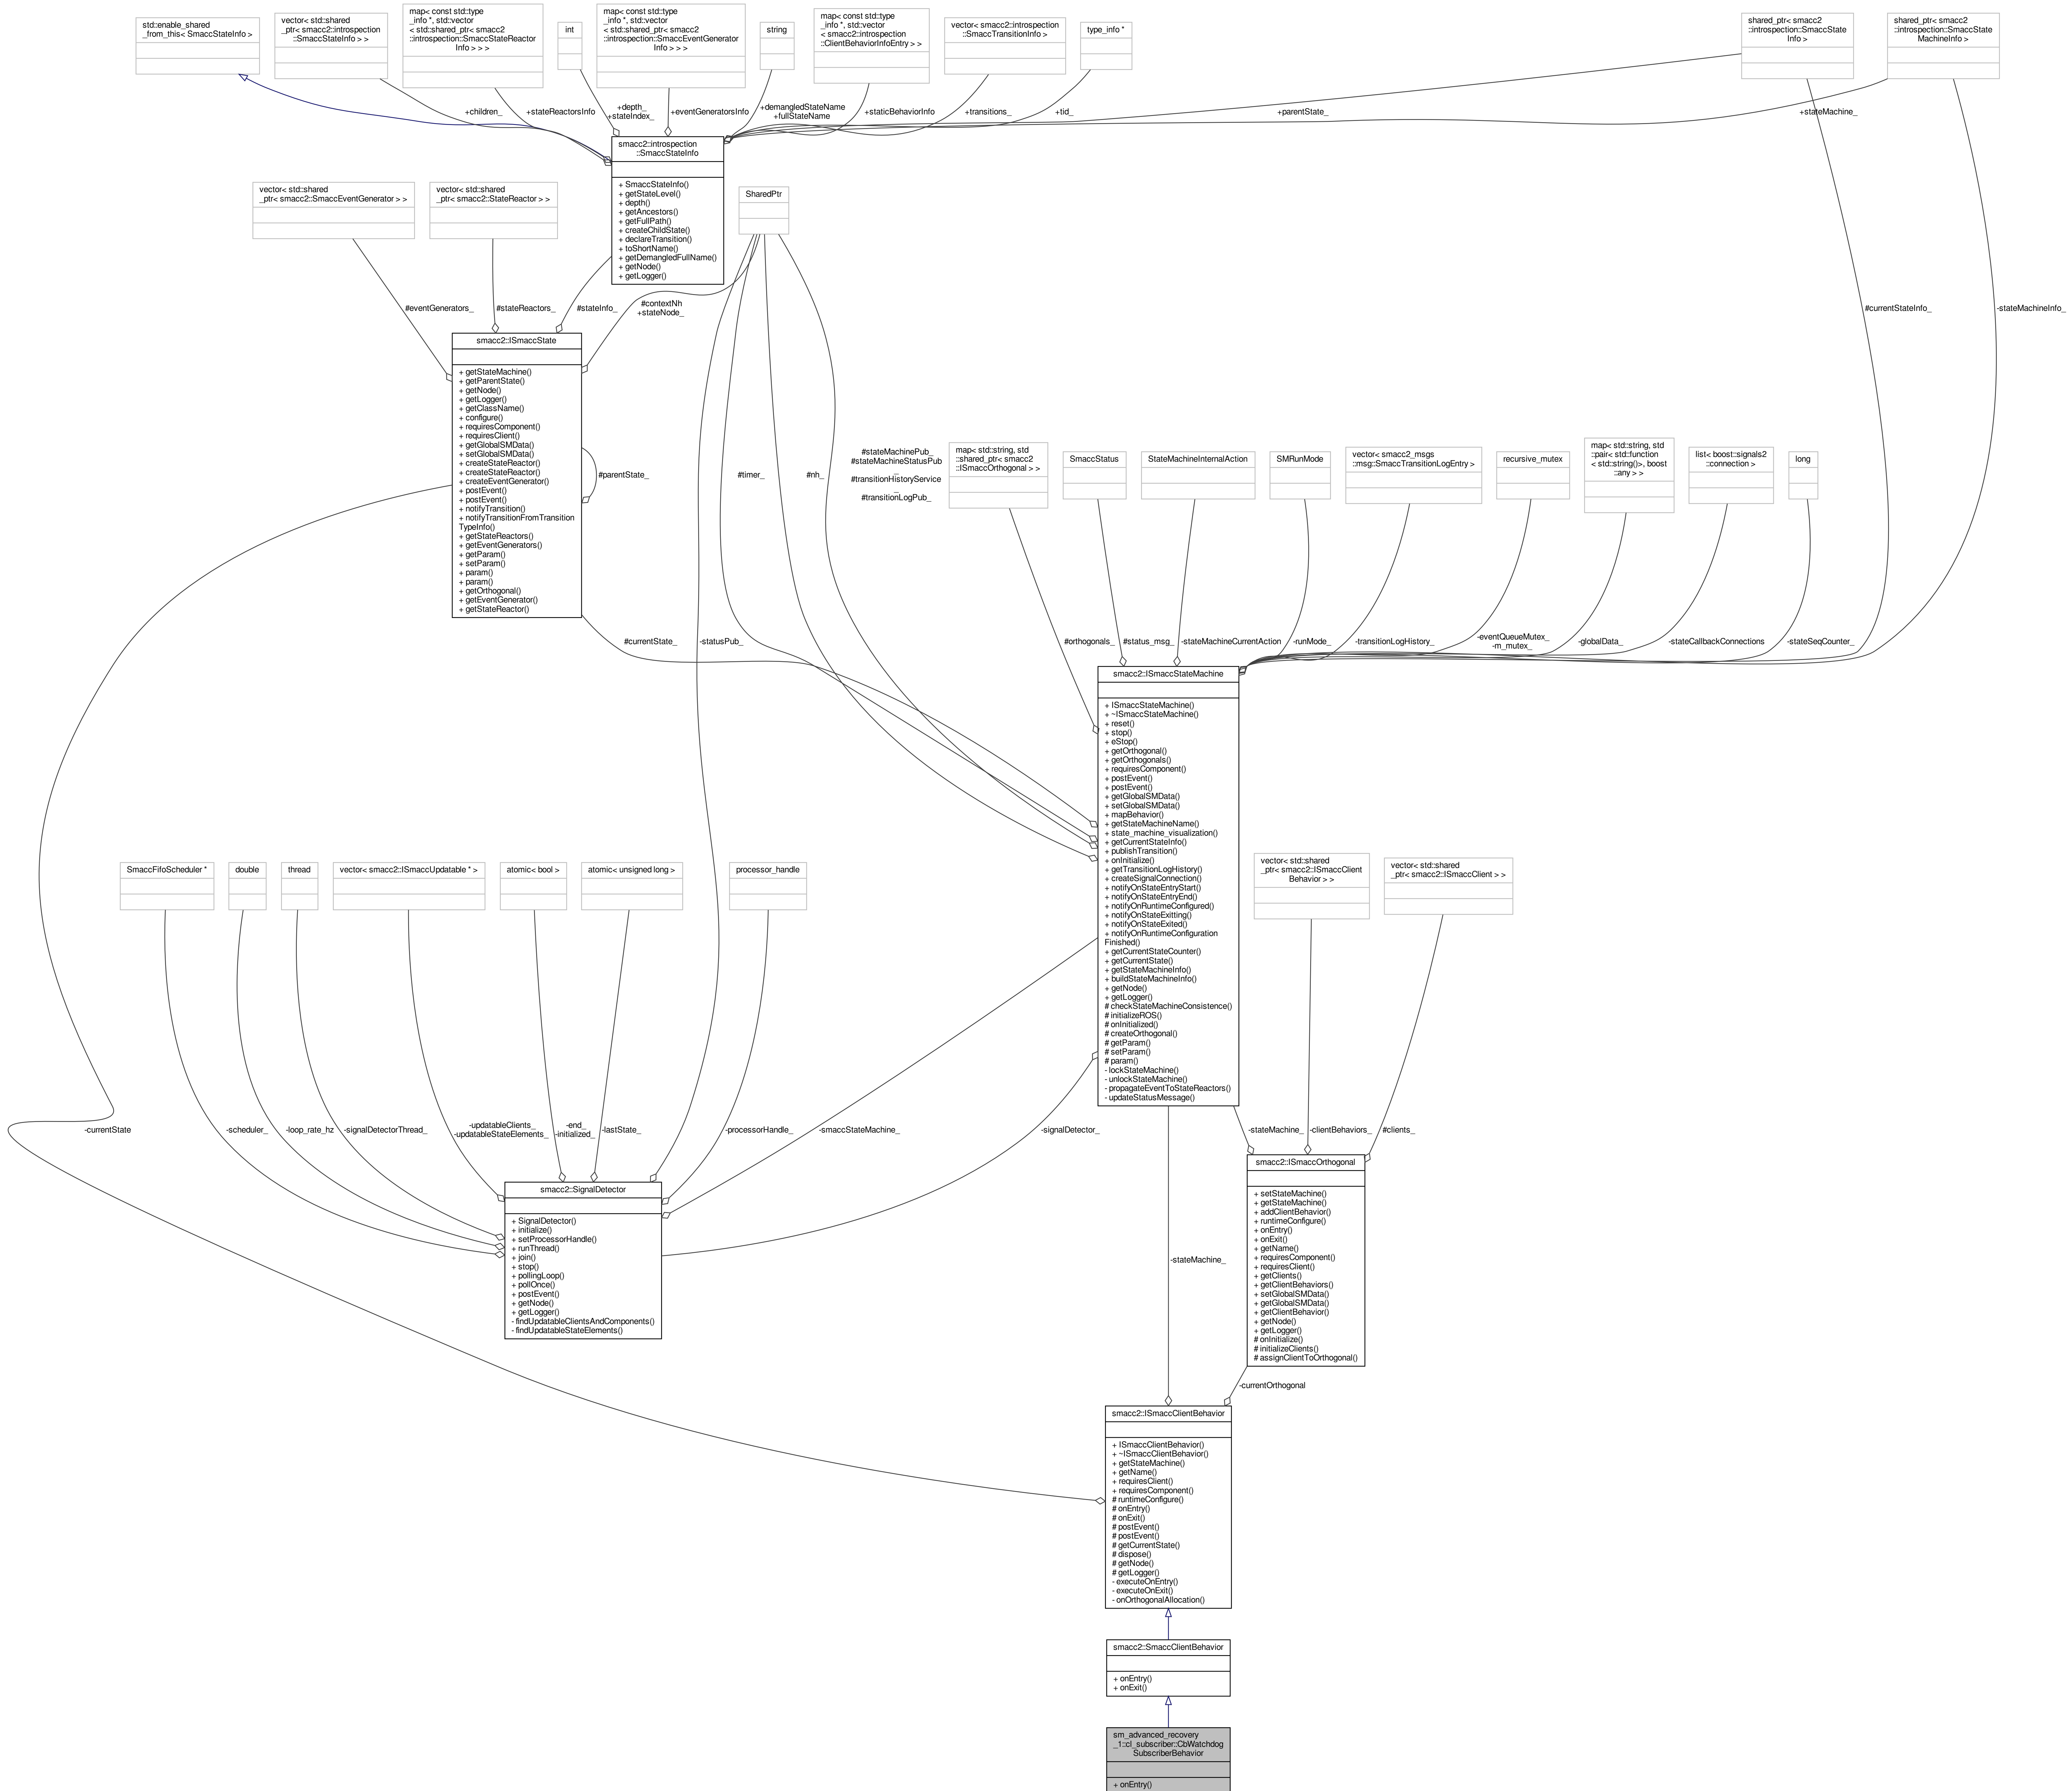 std::enable_shared
_from_this< SmaccStateInfo >
vector< std::shared
_ptr< smacc2::introspection
::SmaccStateInfo > >
map< const std::type
_info *, std::vector
< std::shared_ptr< smacc2
::introspection::SmaccStateReactor
Info > > >
int
map< const std::type
_info *, std::vector
< std::shared_ptr< smacc2
::introspection::SmaccEventGenerator
Info > > >
string
map< const std::type
_info *, std::vector
< smacc2::introspection
::ClientBehaviorInfoEntry > >
vector< smacc2::introspection
::SmaccTransitionInfo >
type_info *
shared_ptr< smacc2
::introspection::SmaccState
Info >
shared_ptr< smacc2
::introspection::SmaccState
MachineInfo >
+children_
+stateReactorsInfo
+depth_
+stateIndex_
+eventGeneratorsInfo
+demangledStateName
+fullStateName
+staticBehaviorInfo
+transitions_
+tid_
+parentState_
+stateMachine_
smacc2::introspection
::SmaccStateInfo
+ SmaccStateInfo()
+ getStateLevel()
+ depth()
+ getAncestors()
+ getFullPath()
+ createChildState()
+ declareTransition()
+ toShortName()
+ getDemangledFullName()
+ getNode()
+ getLogger()
vector< std::shared
_ptr< smacc2::SmaccEventGenerator > >
vector< std::shared
_ptr< smacc2::StateReactor > >
SharedPtr
#eventGenerators_
#stateReactors_
#stateInfo_
#contextNh
+stateNode_
#currentStateInfo_
-stateMachineInfo_
smacc2::ISmaccState
+ getStateMachine()
+ getParentState()
+ getNode()
+ getLogger()
+ getClassName()
+ configure()
+ requiresComponent()
+ requiresClient()
+ getGlobalSMData()
+ setGlobalSMData()
+ createStateReactor()
+ createStateReactor()
+ createEventGenerator()
+ postEvent()
+ postEvent()
+ notifyTransition()
+ notifyTransitionFromTransition
TypeInfo()
+ getStateReactors()
+ getEventGenerators()
+ getParam()
+ setParam()
+ param()
+ param()
+ getOrthogonal()
+ getEventGenerator()
+ getStateReactor()
#parentState_
#timer_
#nh_
#stateMachinePub_
#stateMachineStatusPub
_
#transitionHistoryService
_
#transitionLogPub_
map< std::string, std
::shared_ptr< smacc2
::ISmaccOrthogonal > >
SmaccStatus
StateMachineInternalAction
SMRunMode
vector< smacc2_msgs
::msg::SmaccTransitionLogEntry >
recursive_mutex
map< std::string, std
::pair< std::function
< std::string()>, boost
::any > >
list< boost::signals2
::connection >
long
#currentState_
-statusPub_
#orthogonals_
#status_msg_
-stateMachineCurrentAction
-runMode_
-transitionLogHistory_
-eventQueueMutex_
-m_mutex_
-globalData_
-stateCallbackConnections
-stateSeqCounter_
smacc2::ISmaccStateMachine
+ ISmaccStateMachine()
+ ~ISmaccStateMachine()
+ reset()
+ stop()
+ eStop()
+ getOrthogonal()
+ getOrthogonals()
+ requiresComponent()
+ postEvent()
+ postEvent()
+ getGlobalSMData()
+ setGlobalSMData()
+ mapBehavior()
+ getStateMachineName()
+ state_machine_visualization()
+ getCurrentStateInfo()
+ publishTransition()
+ onInitialize()
+ getTransitionLogHistory()
+ createSignalConnection()
+ notifyOnStateEntryStart()
+ notifyOnStateEntryEnd()
+ notifyOnRuntimeConfigured()
+ notifyOnStateExitting()
+ notifyOnStateExited()
+ notifyOnRuntimeConfiguration
Finished()
+ getCurrentStateCounter()
+ getCurrentState()
+ getStateMachineInfo()
+ buildStateMachineInfo()
+ getNode()
+ getLogger()
# checkStateMachineConsistence()
# initializeROS()
# onInitialized()
# createOrthogonal()
# getParam()
# setParam()
# param()
- lockStateMachine()
- unlockStateMachine()
- propagateEventToStateReactors()
- updateStatusMessage()
SmaccFifoScheduler *
double
thread
vector< smacc2::ISmaccUpdatable * >
atomic< bool >
atomic< unsigned long >
processor_handle
vector< std::shared
_ptr< smacc2::ISmaccClient
Behavior > >
vector< std::shared
_ptr< smacc2::ISmaccClient > >
-currentState
-scheduler_
-loop_rate_hz
-signalDetectorThread_
-updatableClients_
-updatableStateElements_
-end_
-initialized_
-lastState_
-processorHandle_
-smaccStateMachine_
-signalDetector_
-stateMachine_
-clientBehaviors_
#clients_
smacc2::SignalDetector
+ SignalDetector()
+ initialize()
+ setProcessorHandle()
+ runThread()
+ join()
+ stop()
+ pollingLoop()
+ pollOnce()
+ postEvent()
+ getNode()
+ getLogger()
- findUpdatableClientsAndComponents()
- findUpdatableStateElements()
smacc2::ISmaccOrthogonal
+ setStateMachine()
+ getStateMachine()
+ addClientBehavior()
+ runtimeConfigure()
+ onEntry()
+ onExit()
+ getName()
+ requiresComponent()
+ requiresClient()
+ getClients()
+ getClientBehaviors()
+ setGlobalSMData()
+ getGlobalSMData()
+ getClientBehavior()
+ getNode()
+ getLogger()
# onInitialize()
# initializeClients()
# assignClientToOrthogonal()
-stateMachine_
-currentOrthogonal
smacc2::ISmaccClientBehavior
+ ISmaccClientBehavior()
+ ~ISmaccClientBehavior()
+ getStateMachine()
+ getName()
+ requiresClient()
+ requiresComponent()
# runtimeConfigure()
# onEntry()
# onExit()
# postEvent()
# postEvent()
# getCurrentState()
# dispose()
# getNode()
# getLogger()
- executeOnEntry()
- executeOnExit()
- onOrthogonalAllocation()
smacc2::SmaccClientBehavior
+ onEntry()
+ onExit()
sm_advanced_recovery
_1::cl_subscriber::CbWatchdog
SubscriberBehavior
+ onEntry()